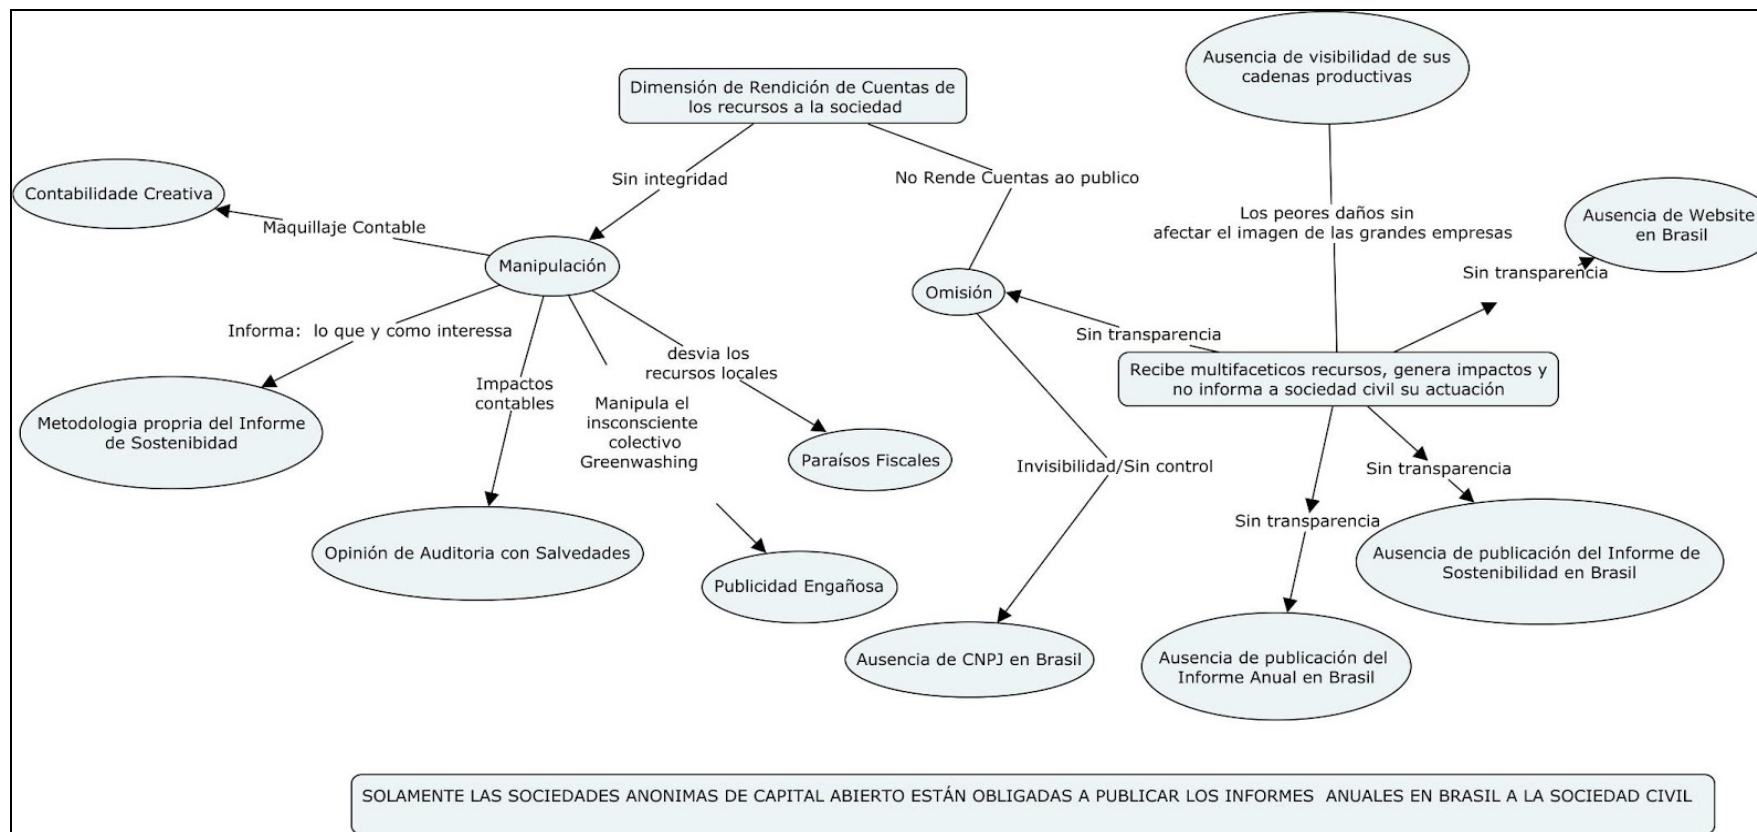 Ausencia de visibilidad de sus
cadenas productivas
Dimensión de Rendición de Cuentas de
los recursos a la sociedad
Sin integridad
No Rende Cuentas ao publico
Contabilidade Creativa
Maquillaje Contable
Los peores daños sin
afectar el imagen de las grandes empresas
Ausencia de Website
en Brasil
Manipulación
Omisión
Sin transparencia
Informa: lo que y como interessa
Sin transparencia
desvia los
recursos locales
Recibe multifaceticos recursos, genera impactos y
no informa a sociedad civil su actuación
Impactos
contables
Manipula el
insconsciente
colectivo
Greenwashing
Metodologia propria del Informe
de Sostenibidad
Paraísos Fiscales
Invisibilidad/Sin control
Sin transparencia
Sin transparencia
Opinión de Auditoria con Salvedades
Publicidad Engañosa
Ausencia de publicación del Informe de
Sostenibilidad en Brasil
Ausencia de CNPJ en Brasil
Ausencia de publicación del
Informe Anual en Brasil
SOLAMENTE LAS SOCIEDADES ANONIMAS DE CAPITAL ABIERTO ESTÁN OBLIGADAS A PUBLICAR LOS INFORMES ANUALES EN BRASIL A LA SOCIEDAD CIVIL